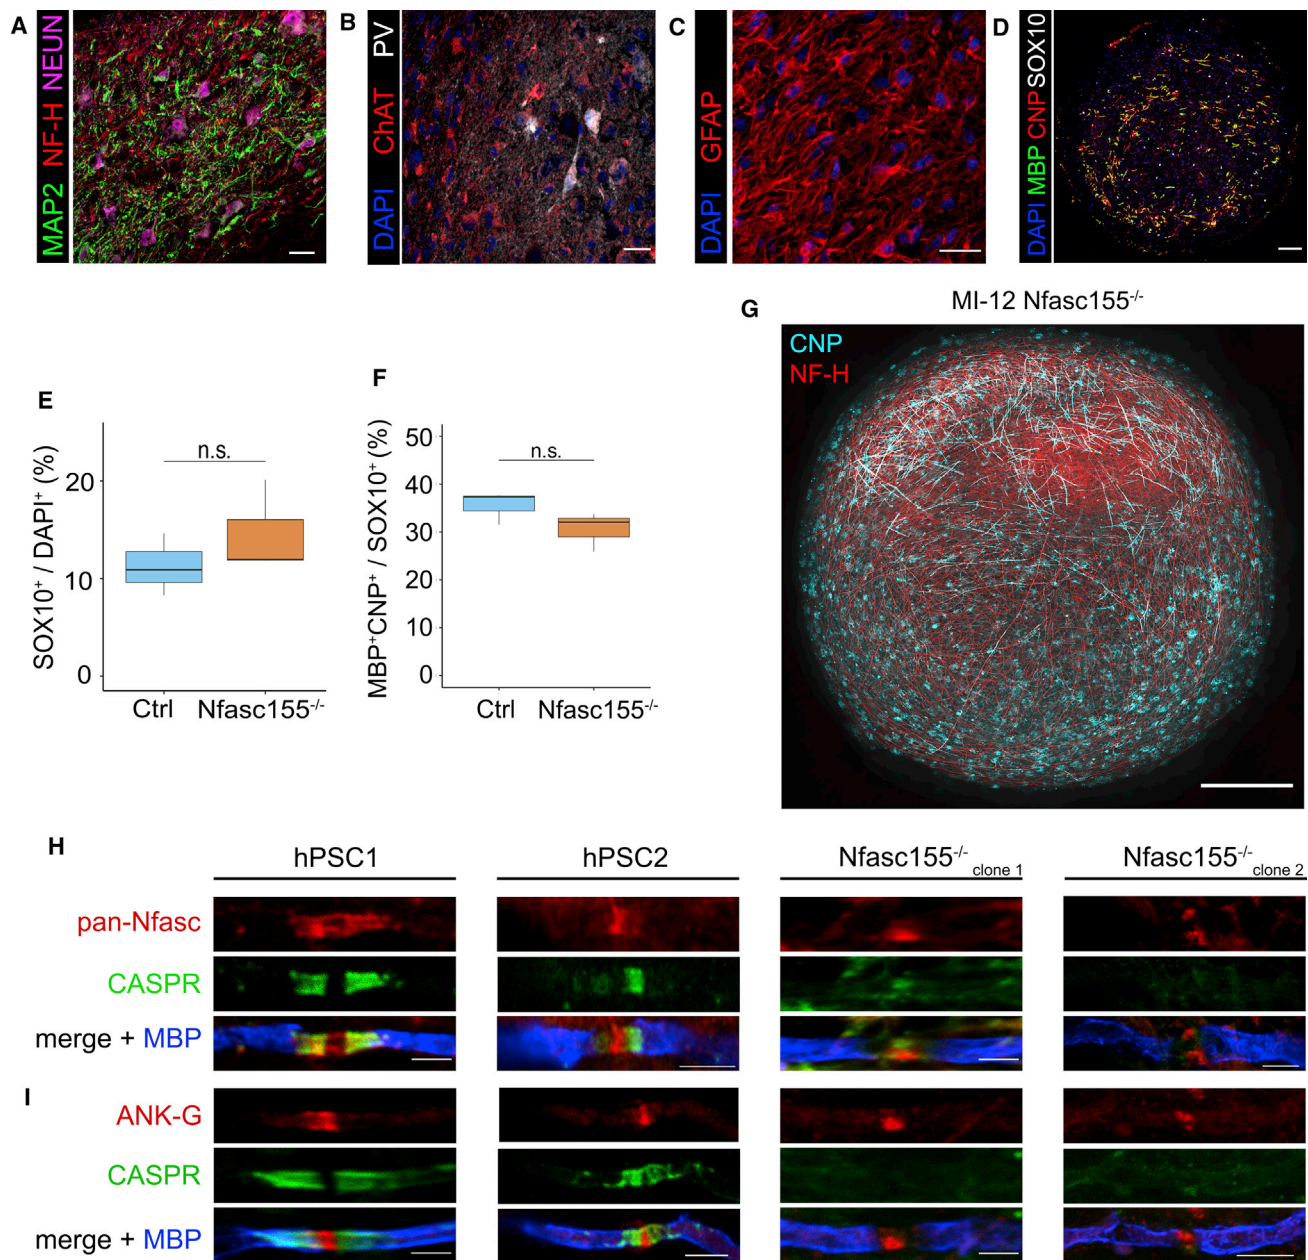 A
MAP2 NF-H NEUN
B
DAPI ChAT PV
C
DAPI GFAP
D
DAPI MBP CNP SOX10
E
SOX10⁺ / DAPI⁺ (%)
20
10
0
n.s.
Ctrl Nfasc155⁻/⁻
F
MBP⁺CNP⁺ / SOX10⁺ (%)
50
40
30
20
10
0
n.s.
Ctrl Nfasc155⁻/⁻
G
MI-12 Nfasc155⁻/⁻
CNP
NF-H
H
hPSC1 hPSC2 Nfasc155⁻/⁻ clone 1 Nfasc155⁻/⁻ clone 2
pan-Nfasc
CASPR
merge + MBP
I
ANK-G
CASPR
merge + MBP